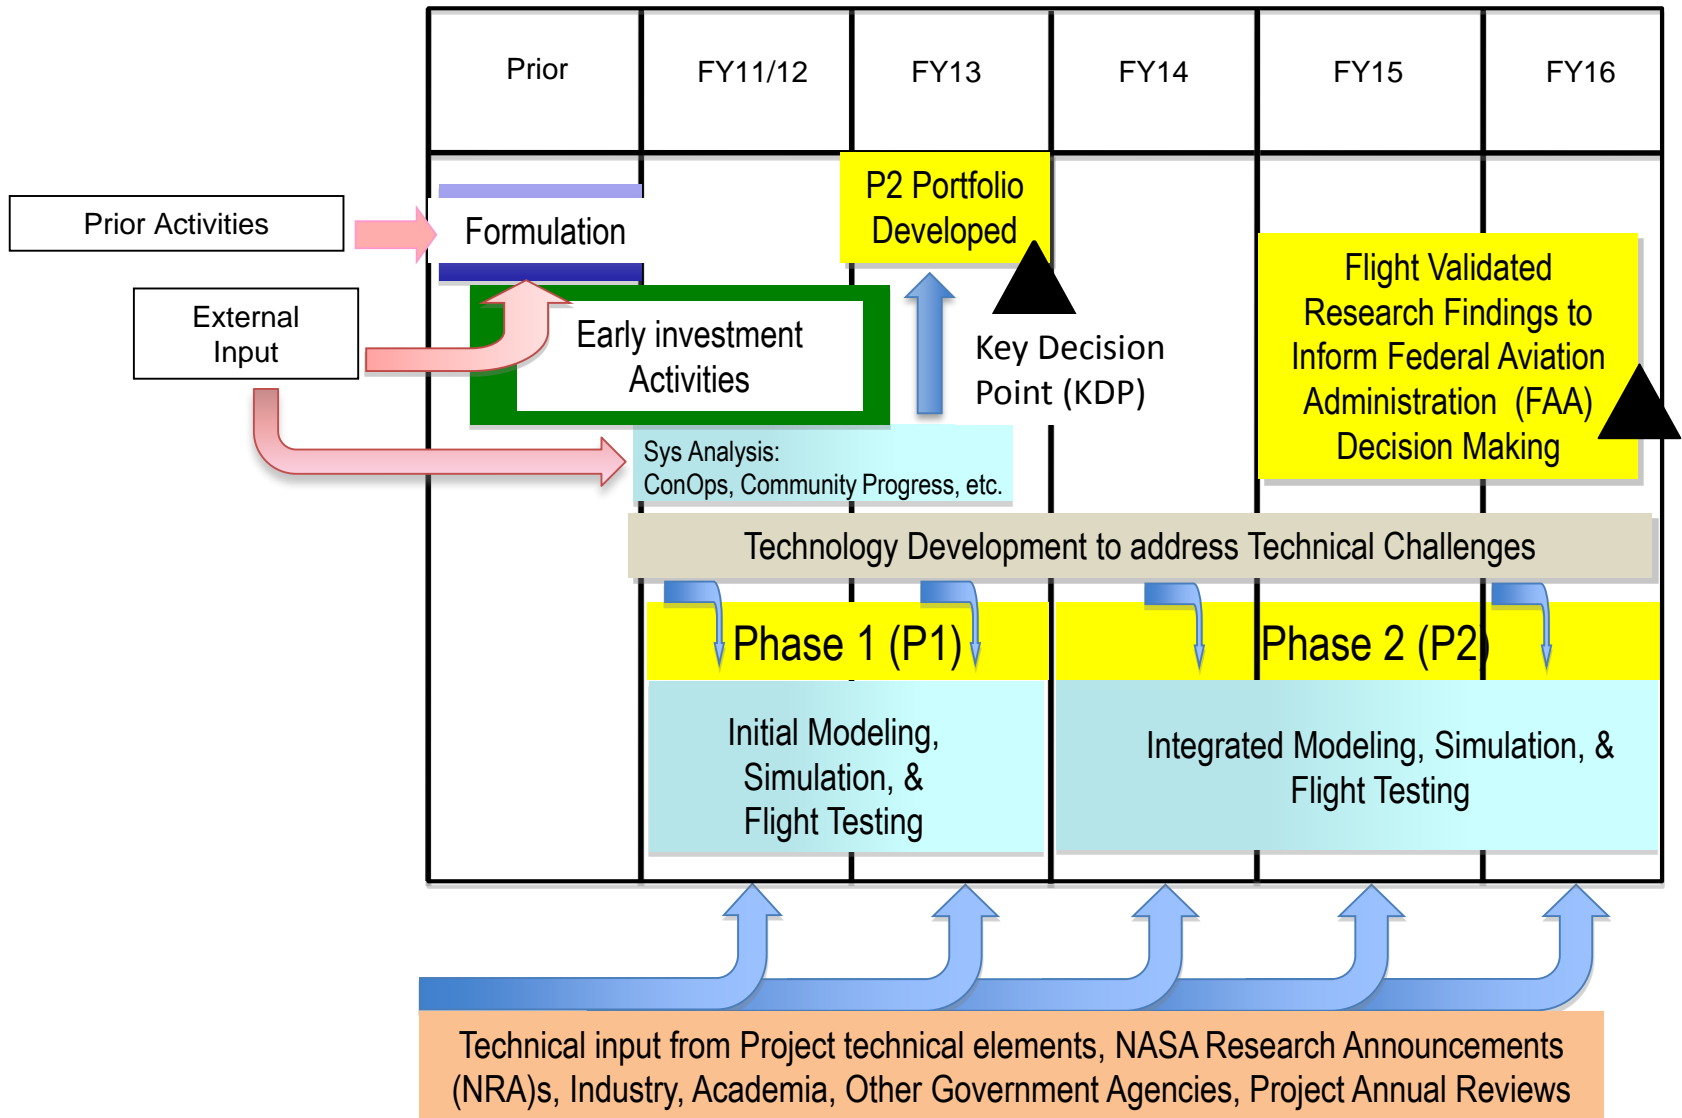 Prior
FY11/12
FY13
FY14
FY15
FY16
Prior Activities
Formulation
P2 Portfolio
Developed
External
Input
Early investment
Activities
Key Decision
Point (KDP)
Flight Validated
Research Findings to
Inform Federal Aviation
Administration (FAA)
Decision Making
Sys Analysis:
ConOps, Community Progress, etc.
Technology Development to address Technical Challenges
Phase 1 (P1)
Phase 2 (P2)
Initial Modeling,
Simulation, &
Flight Testing
Integrated Modeling, Simulation, &
Flight Testing
Technical input from Project technical elements, NASA Research Announcements
(NRA)s, Industry, Academia, Other Government Agencies, Project Annual Reviews